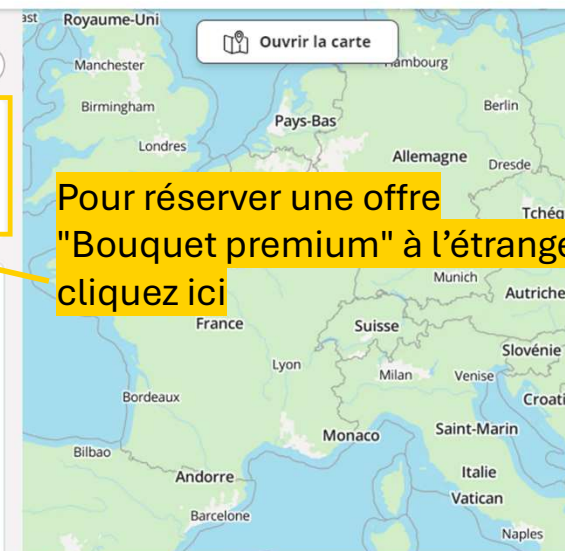 ast
Royaume-Uni
Ouvrir la carte
Manchester
Hambourg
Birmingham
Berlin
Pays-Bas
Londres
Allemagne
Dresde
Pour réserver une offre
Tchéq
"Bouquet premium" à l'étrange
cliquez ici
Munich
Autriche
France
Suisse
Slovénie
Lyon
Milan
Venise
Bordeaux
Croati
Monaco
Saint-Marin
Bilbao
Andorre
Italie
Vatican
Barcelone
Naples